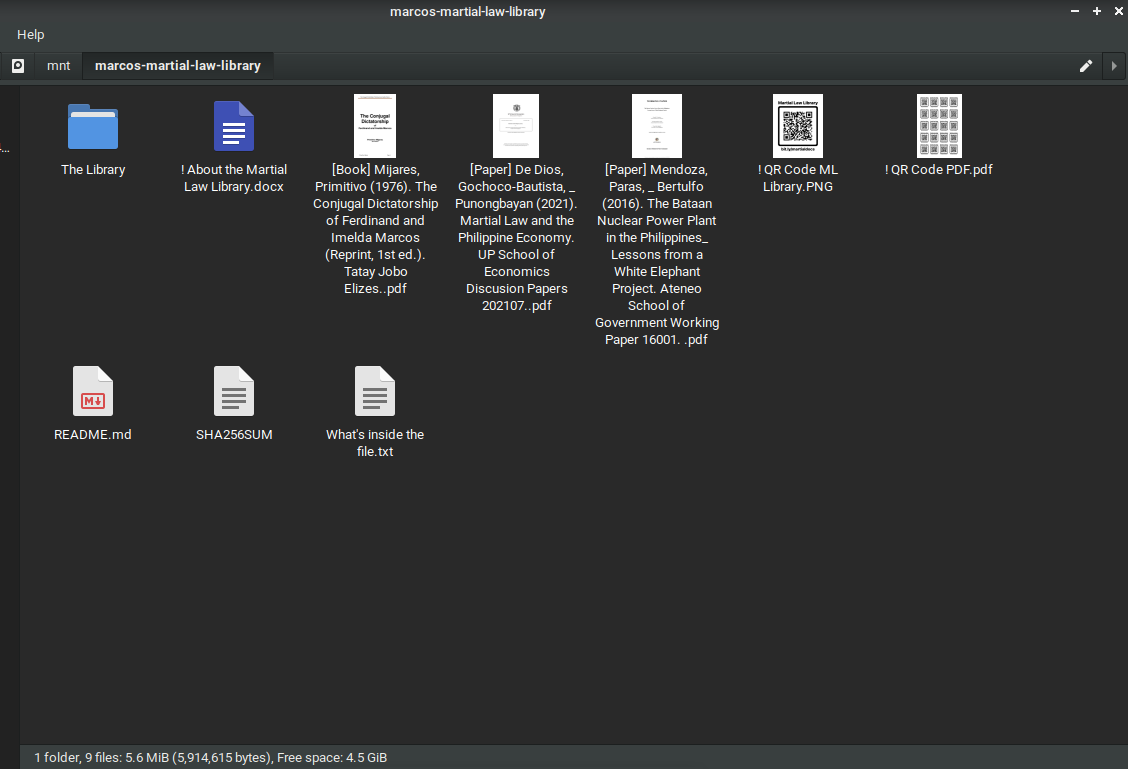 marcos-martial-law-library
Help
mnt
marcos-martial-law-library
The Library
! About the Martial
Law Library.docx
The Conjugal
Dictatorship
[Book] Mijares,
Primitivo (1976). The
Conjugal Dictatorship
of Ferdinand and
Imelda Marcos
(Reprint, 1st ed.).
Tatay Jobo
Elizes..pdf
[Paper] De Dios,
Gochoco-Bautista, _
Punongbayan (2021).
Martial Law and the
Philippine Economy.
UP School of
Economics
Discusion Papers
202107..pdf
[Paper] Mendoza,
Paras, _ Bertulfo
(2016). The Bataan
Nuclear Power Plant
in the Philippines_
Lessons from a
White Elephant
Project. Ateneo
School of
Government Working
Paper 16001. .pdf
Martial Law Library
! QR Code ML
Library.PNG
! QR Code PDF.pdf
M
README.md
SHA256SUM
What's inside the
file.txt
1 folder, 9 files: 5.6 MiB (5,914,615 bytes), Free space: 4.5 GiB